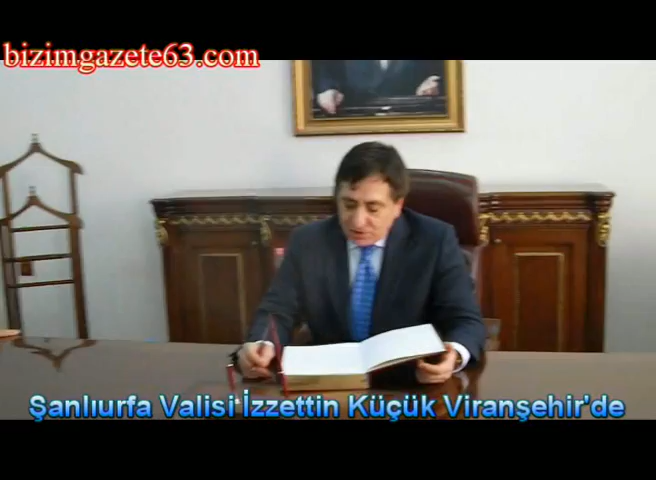 bizimgazete63.com
Şanlıurfa Valisi İzzettin Küçük Viranşehir'de